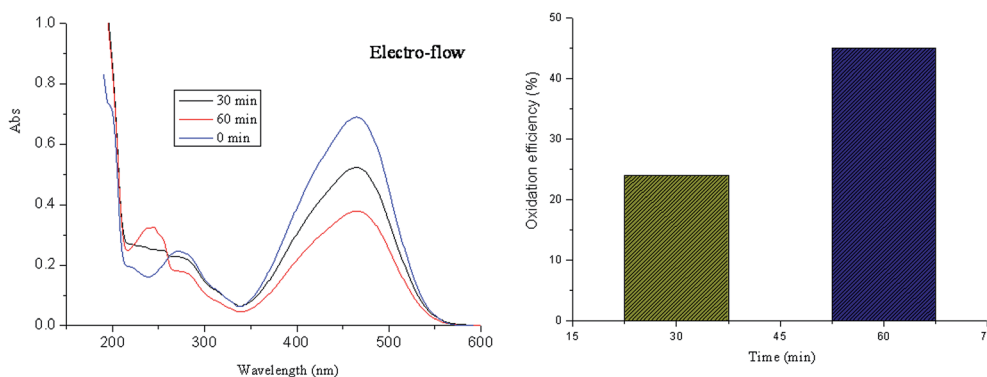 Electro-flow
30 min
60 min
0 min
Abs
1.0
0.8
0.6
0.4
0.2
0.0
200 300 400 500 600
Wavelength (nm)
Oxidation efficiency (%)
50
40
30
20
10
0
15 30 45 60 7
Time (min)